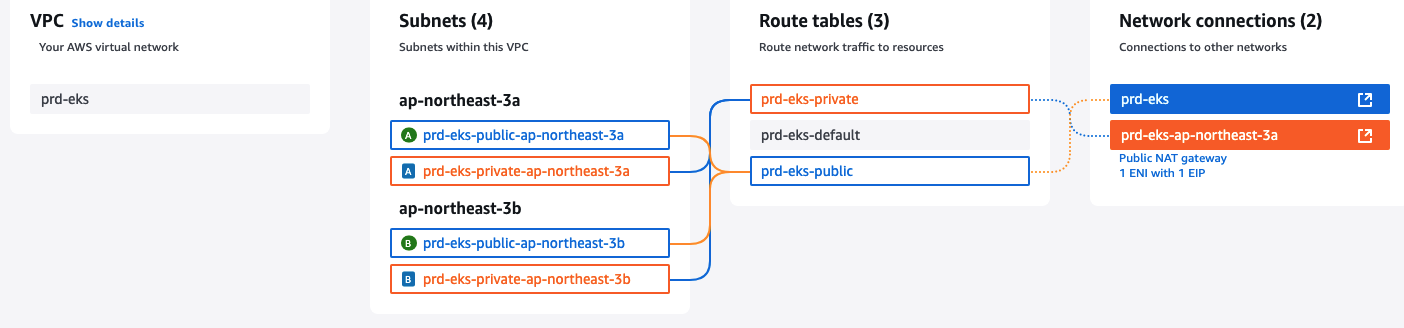 VPC Show details
Your AWS virtual network
prd-eks
Subnets (4)
Subnets within this VPC
ap-northeast-3a
A prd-eks-public-ap-northeast-3a
A prd-eks-private-ap-northeast-3a
ap-northeast-3b
B prd-eks-public-ap-northeast-3b
B prd-eks-private-ap-northeast-3b
Route tables (3)
Route network traffic to resources
prd-eks-private
prd-eks-default
prd-eks-public
Network connections (2)
Connections to other networks
prd-eks
prd-eks-ap-northeast-3a
Public NAT gateway
1 ENI with 1 EIP